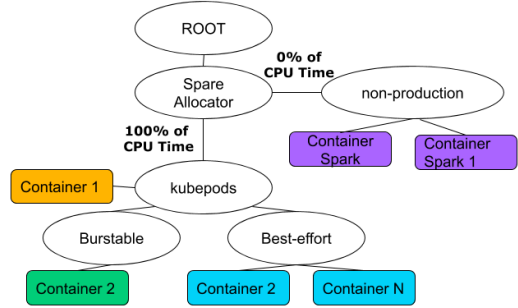 ROOT
0% of
CPU Time
Spare
Allocator
non-production
100% of
CPU Time
Container
Spark
Container
Spark 1
Container 1
kubepods
Burstable
Best-effort
Container 2
Container 2
Container N